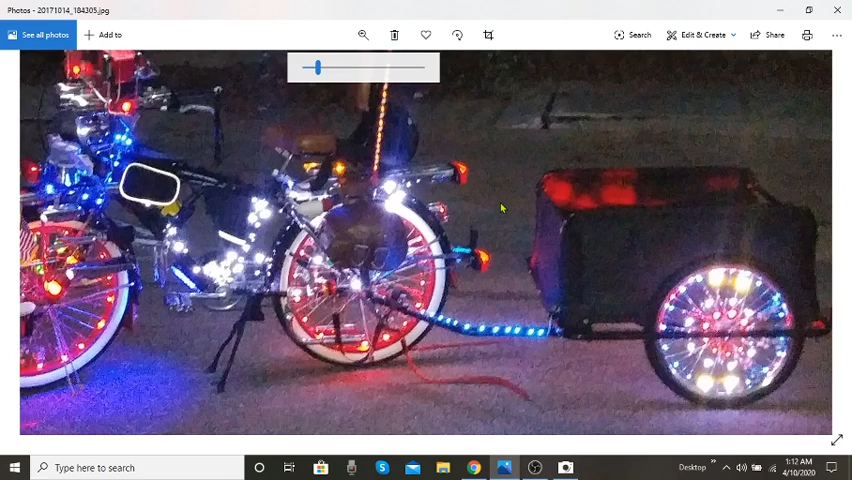 Photos - 20171014_184305.jpg
See all photos
Add to
Search
Edit & Create
Share
Type here to search
Desktop
1:12 AM
4/10/2020